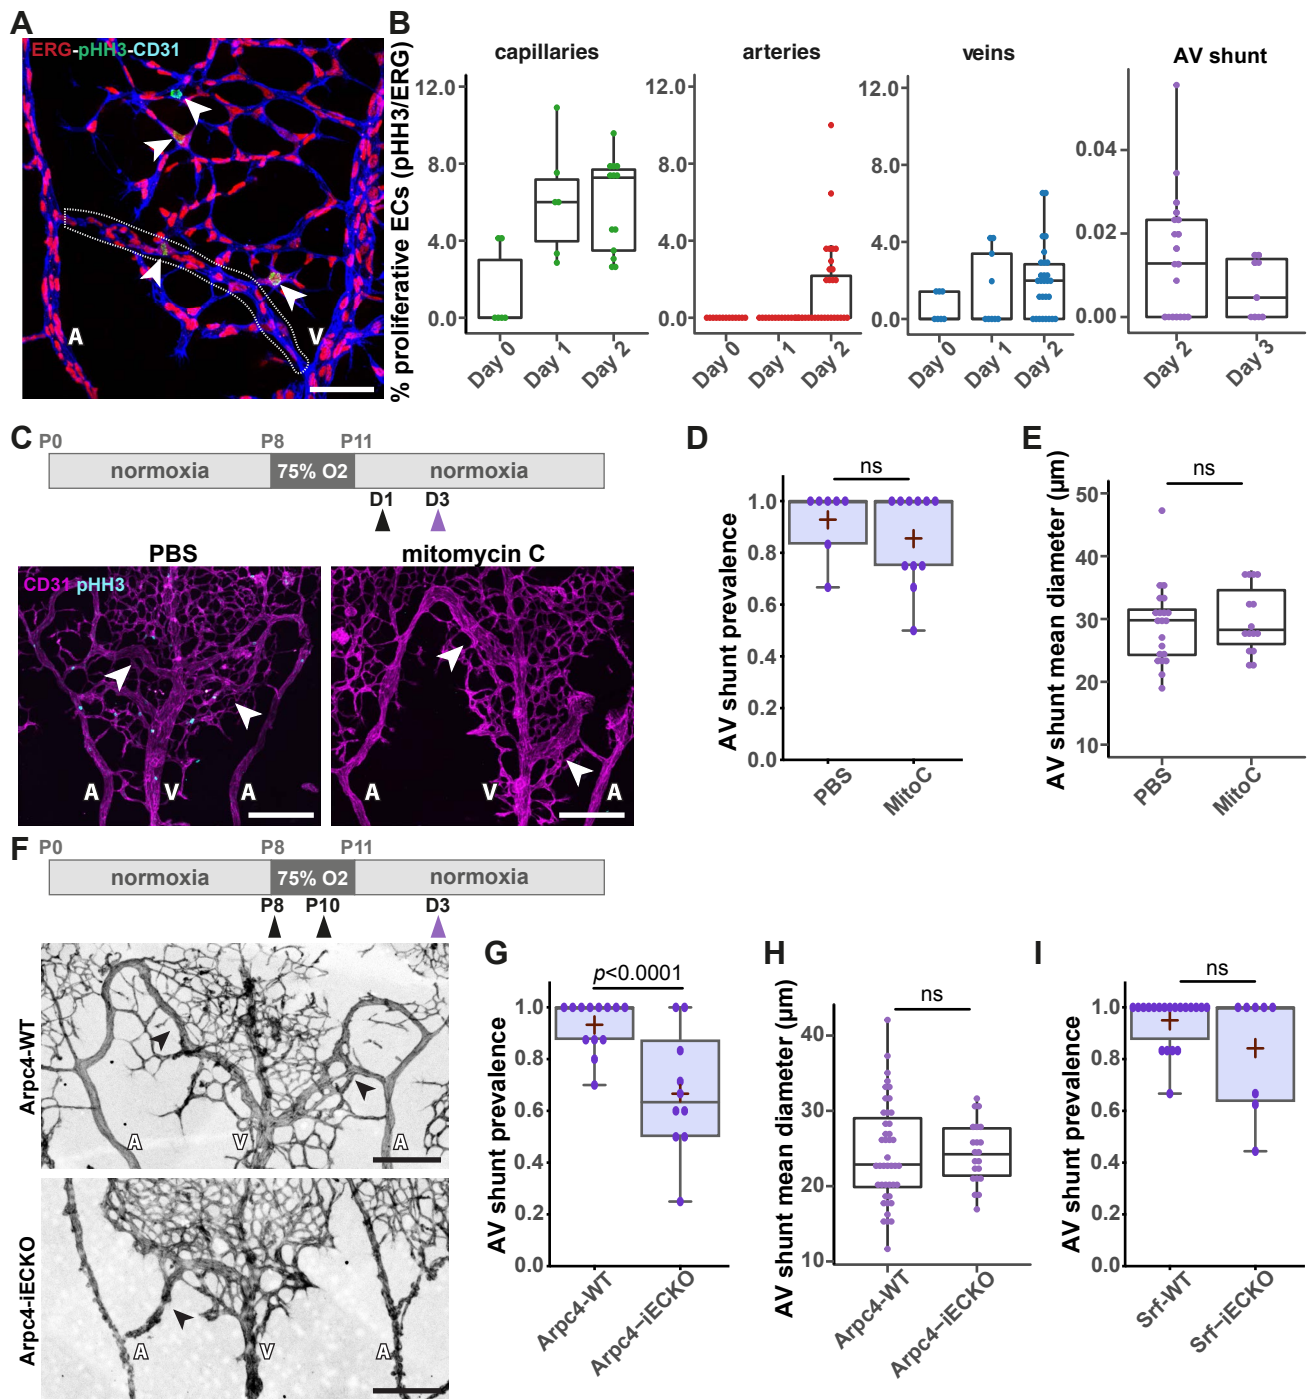 A
ERG-pHH3-CD31
A
V
B
% proliferative ECs (pHH3/ERG)
capillaries
12.0
8.0
4.0
0.0
Day 0
Day 1
Day 2
arteries
12.0
8.0
4.0
0.0
Day 0
Day 1
Day 2
veins
12.0
8.0
4.0
0.0
Day 0
Day 1
Day 2
AV shunt
0.04
0.02
0.00
Day 2
Day 3
C
P0
P8
P11
normoxia
75% O2
normoxia
D1
D3
PBS
mitomycin C
CD31 pHH3
A
V
A
A
V
A
D
ns
AV shunt prevalence
1.0
0.8
0.6
0.4
0.2
0.0
PBS
MitoC
E
ns
AV shunt mean diameter (µm)
50
40
30
20
10
PBS
MitoC
F
P0
P8
P11
normoxia
75% O2
normoxia
P8
P10
D3
Arpc4-WT
A
V
A
Arpc4-iECKO
A
V
A
G
p<0.0001
AV shunt prevalence
1.0
0.8
0.6
0.4
0.2
0.0
Arpc4-WT
Arpc4-iECKO
H
ns
AV shunt mean diameter (µm)
40
30
20
10
Arpc4-WT
Arpc4-iECKO
I
ns
AV shunt prevalence
1.0
0.8
0.6
0.4
0.2
0.0
Srf-WT
Srf-iECKO